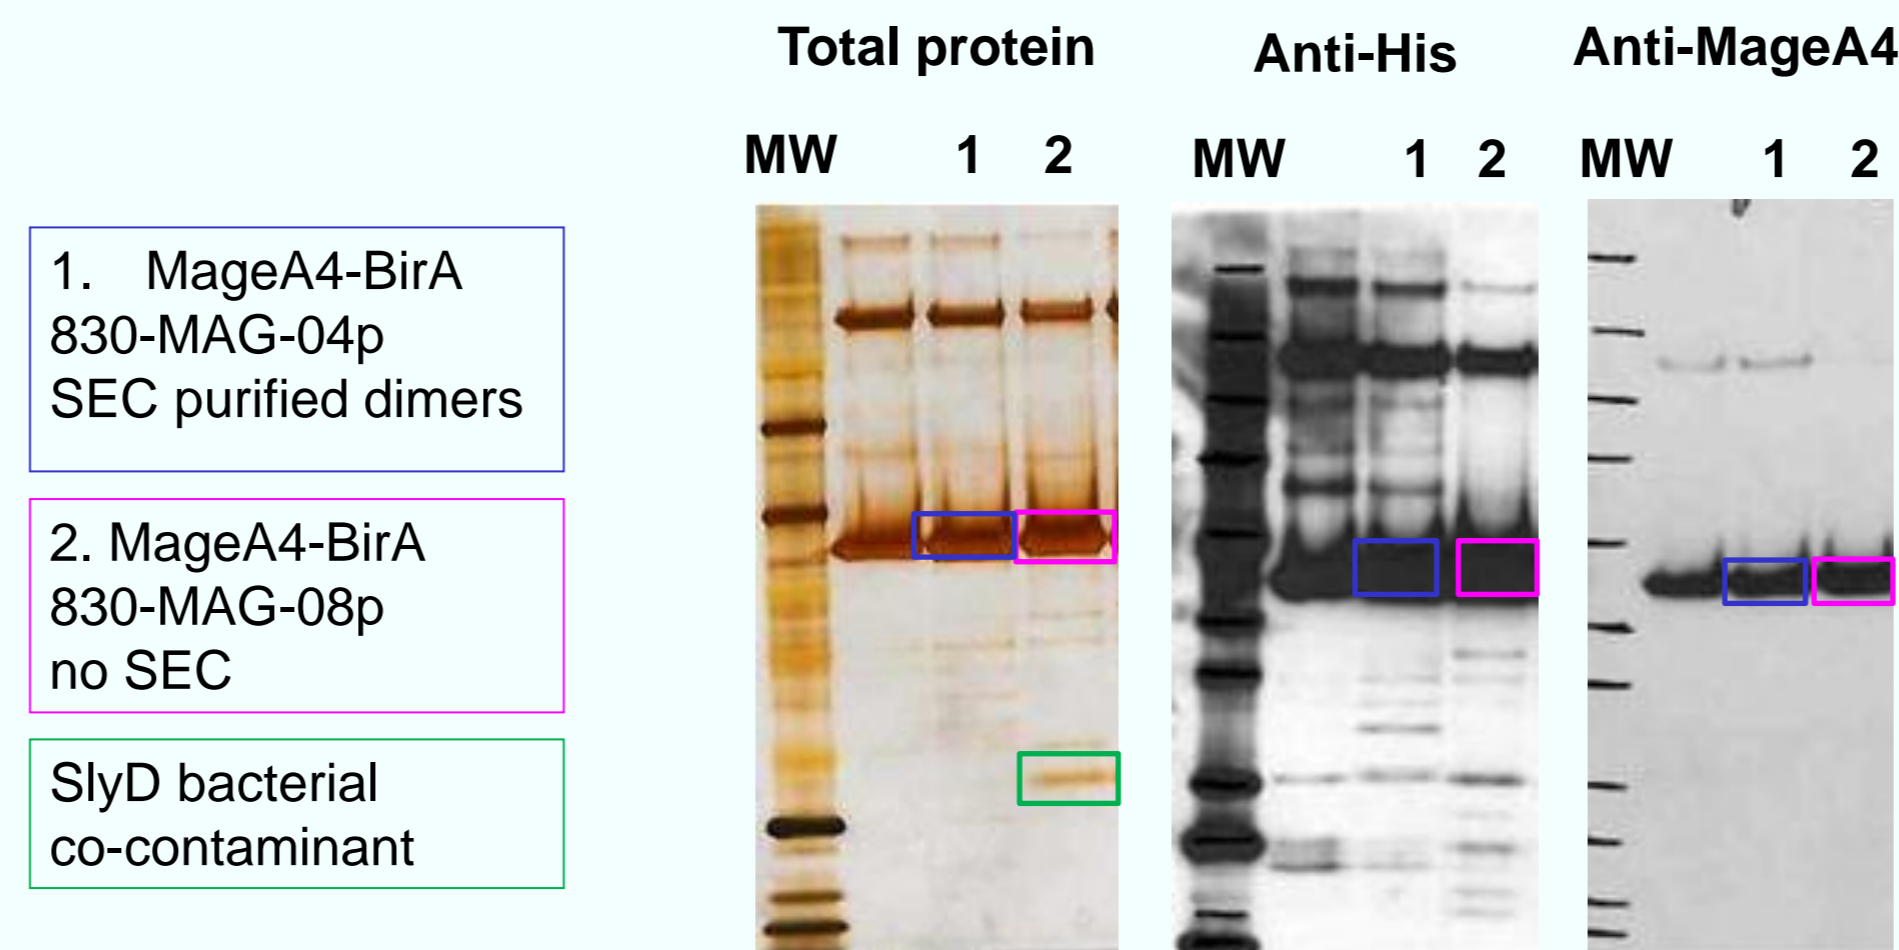 Total protein
Anti-His
Anti-MageA4
MW 1 2
MW 1 2
MW 1 2
1. MageA4-BirA
830-MAG-04p
SEC purified dimers
2. MageA4-BirA
830-MAG-08p
no SEC
SlyD bacterial
co-contaminant